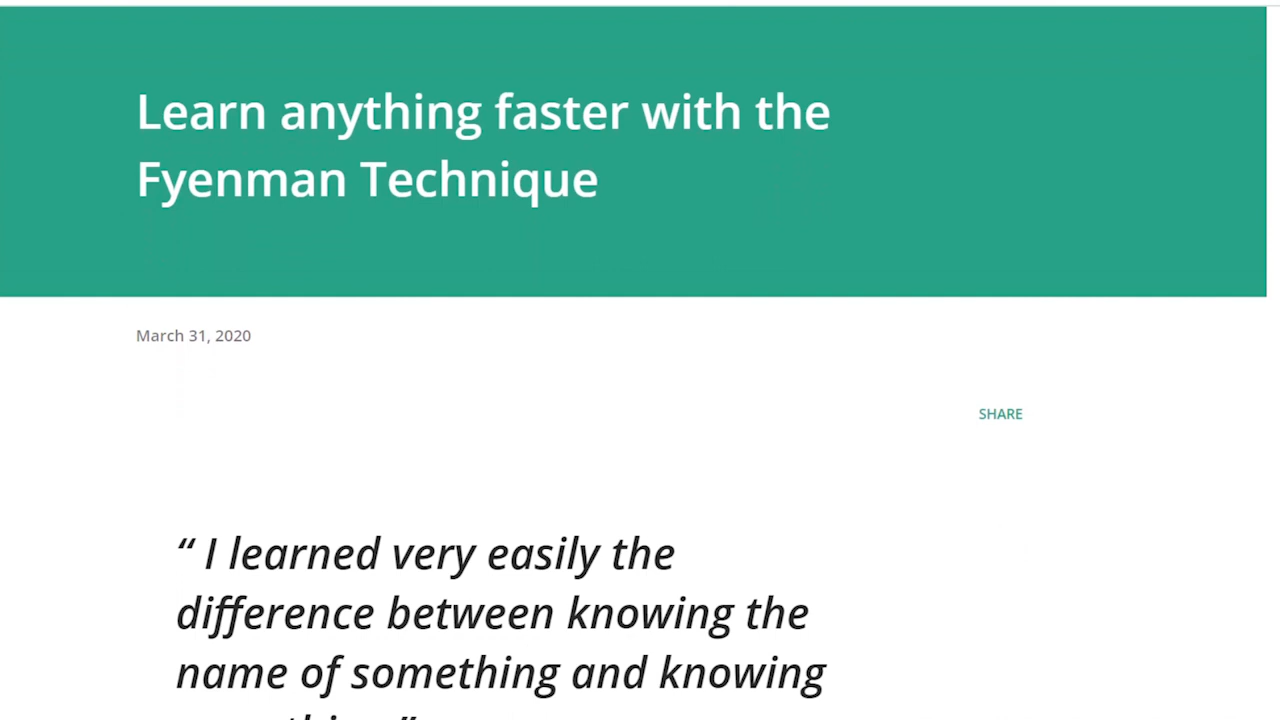 Learn anything faster with the
Fyenman Technique
March 31, 2020
SHARE
“ I learned very easily the
difference between knowing the
name of something and knowing